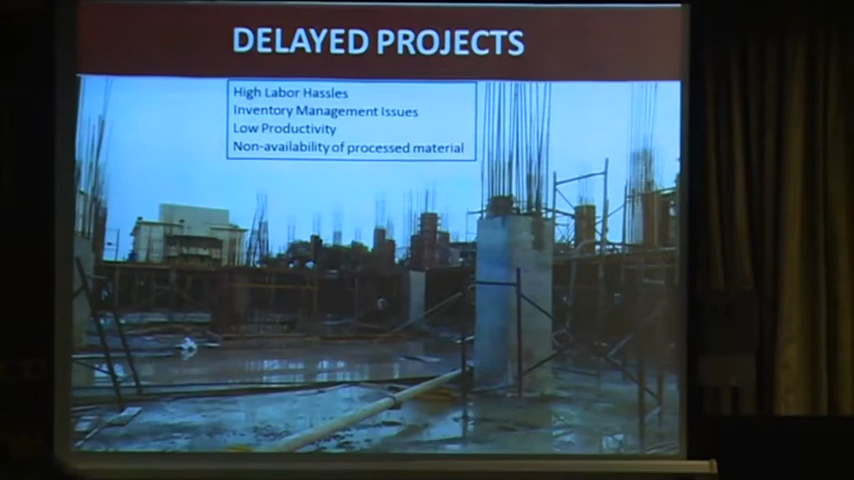 DELAYED PROJECTS
High Labor Hassles
Inventory Management Issues
Low Productivity
Non-availability of processed material